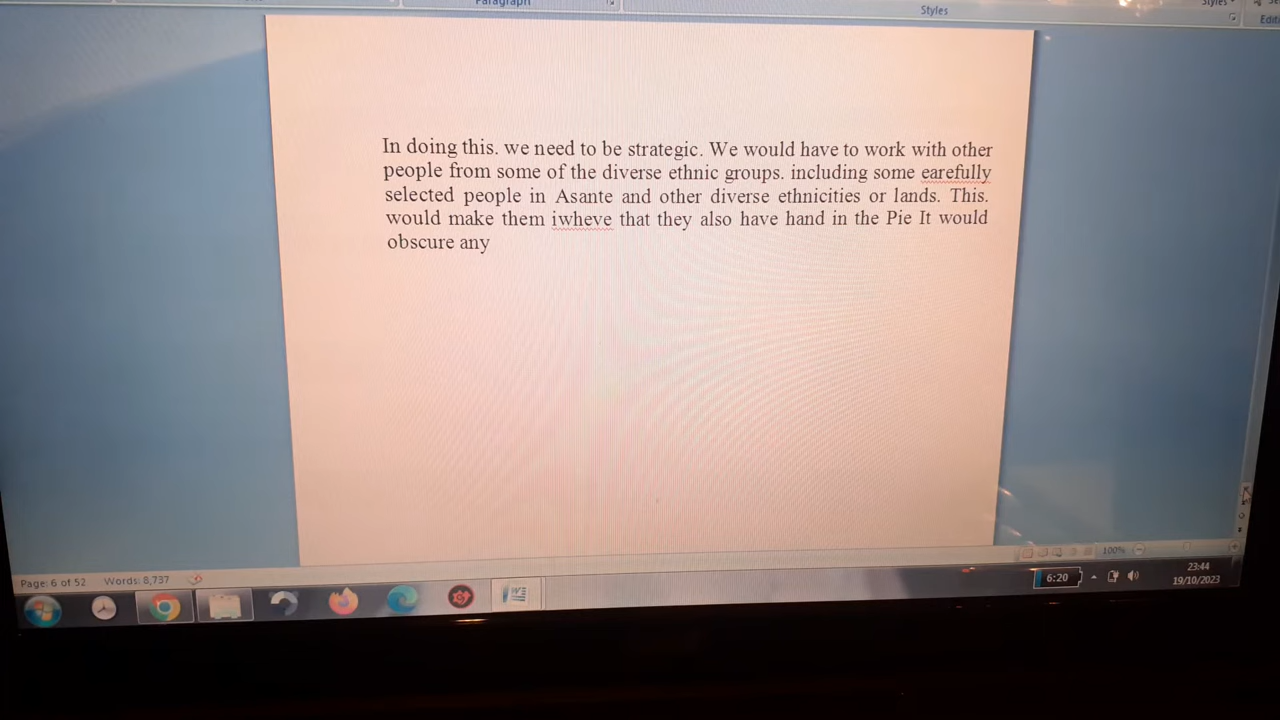 Paragraph
Styles
Styles
In doing this. we need to be strategic. We would have to work with other
people from some of the diverse ethnic groups. including some earefully
selected people in Asante and other diverse ethnicities or lands. This.
would make them iwheve that they also have hand in the Pie It would
obscure any
100%
Page: 6 of 52 Words: 8,737
6:20
23:44
19/10/2023